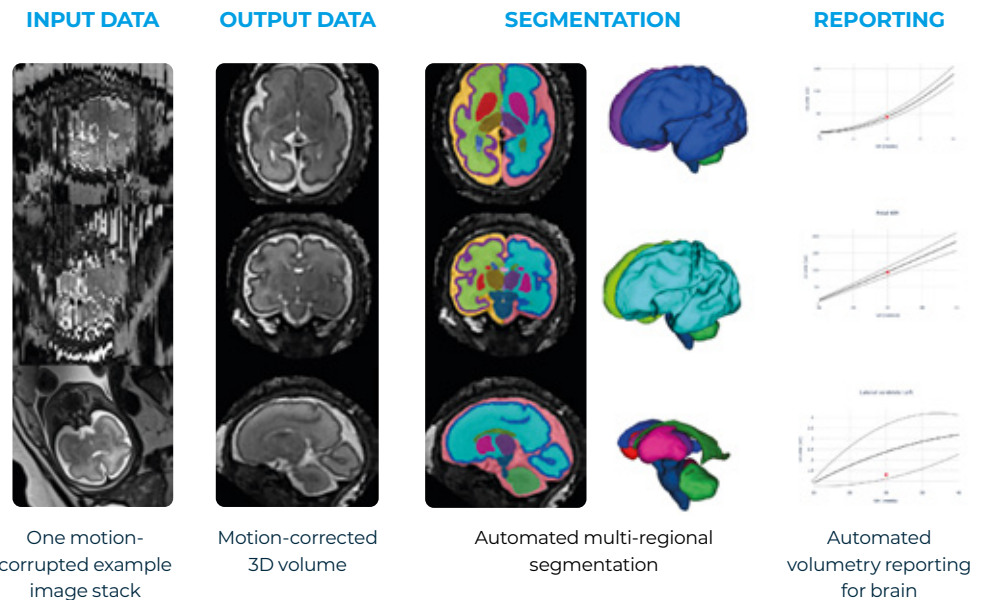 INPUT DATA
OUTPUT DATA
SEGMENTATION
REPORTING
One motion-
corrupted example
image stack
Motion-corrected
3D volume
Automated multi-regional
segmentation
Automated
volumetry reporting
for brain